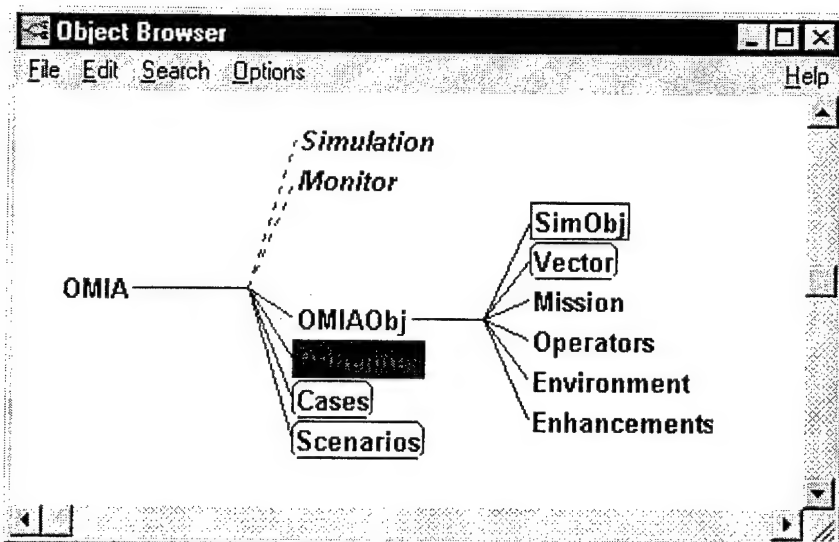 Object Browser
File Edit Search Options Help
Simulation
Monitor
SimObj
Vector
OMIA
Mission
OMIAObj
Operators
Cases
Environment
Scenarios
Enhancements